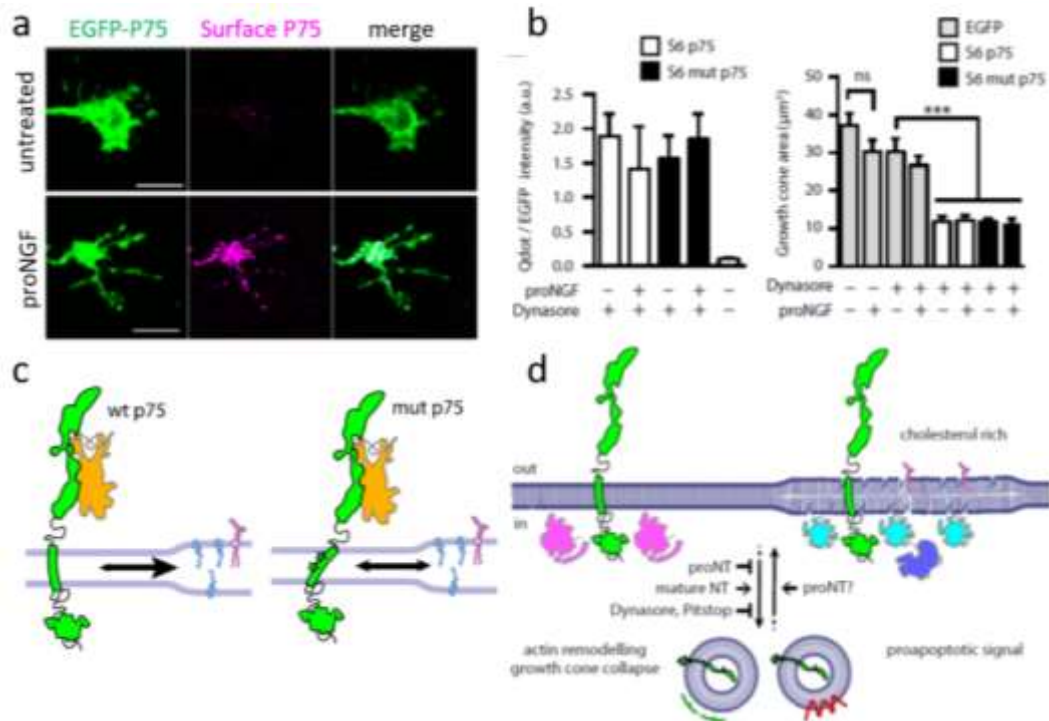 a
EGFP-P75 Surface P75 merge
untreated
proNGF
b
S6 p75
S6 mut p75
EGFP
S6 p75
S6 mut p75
Qdot / EGFP intensity (a.u.)
2.5
2.0
1.5
1.0
0.5
0.0
proNGF − + − + −
Dynasore + + + + −
Growth cone area (µm²)
50
40
30
20
10
0
ns
***
Dynasore − − + + + + + +
proNGF − + − + − + − +
c
wt p75
mut p75
d
cholesterol rich
out
in
proNT
mature NT
Dynasore, Pitstop
proNT?
actin remodelling
growth cone collapse
proapoptotic signal